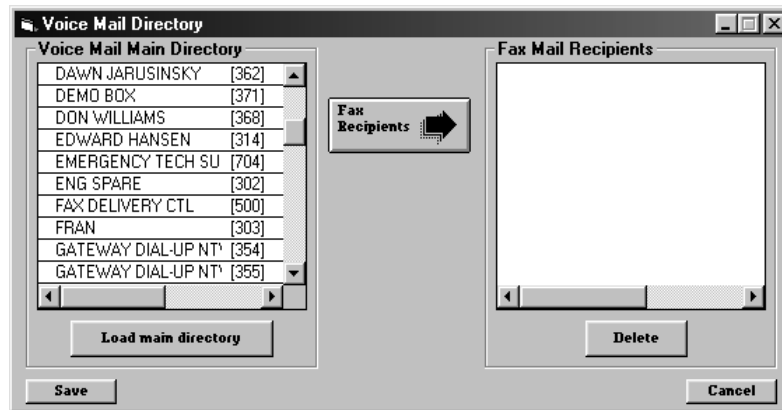 Voice Mail Directory
Voice Mail Main Directory
DAWN JARUSINSKY [362]
DEMO BOX [371]
DON WILLIAMS [368]
EDWARD HANSEN [314]
EMERGENCY TECH SU [704]
ENG SPARE [302]
FAX DELIVERY CTL [500]
FRAN [303]
GATEWAY DIAL-UP NT [354]
GATEWAY DIAL-UP NT [355]
Load main directory
Fax
Recipients
Fax Mail Recipients
Delete
Save
Cancel